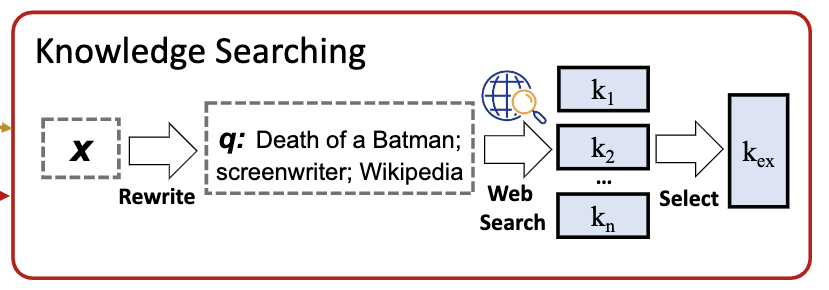 Knowledge Searching
x
Rewrite
q: Death of a Batman;
screenwriter; Wikipedia
Web
Search
k1
k2
...
kn
Select
kex